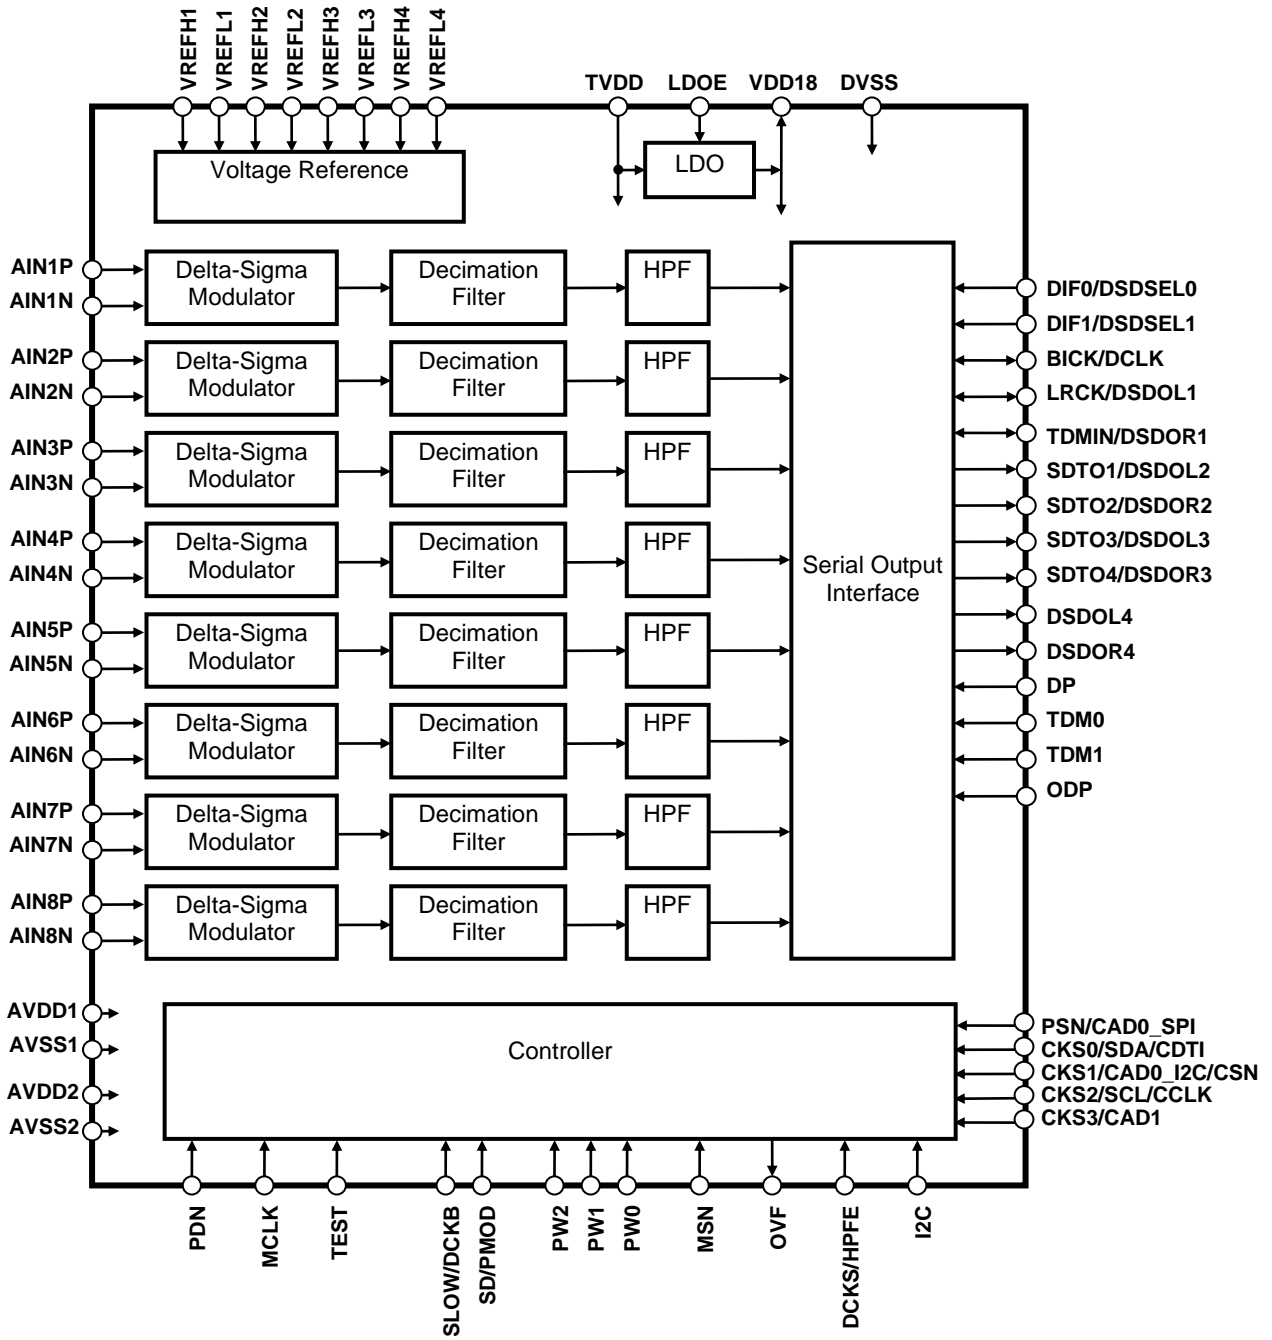 VREFH1
VREFL1
VREFH2
VREFL2
VREFH3
VREFL3
VREFH4
VREFL4
TVDD
LDOE
VDD18
DVSS
Voltage Reference
LDO
AIN1P
AIN1N
Delta-Sigma
Modulator
Decimation
Filter
HPF
AIN2P
AIN2N
Delta-Sigma
Modulator
Decimation
Filter
HPF
AIN3P
AIN3N
Delta-Sigma
Modulator
Decimation
Filter
HPF
AIN4P
AIN4N
Delta-Sigma
Modulator
Decimation
Filter
HPF
AIN5P
AIN5N
Delta-Sigma
Modulator
Decimation
Filter
HPF
AIN6P
AIN6N
Delta-Sigma
Modulator
Decimation
Filter
HPF
AIN7P
AIN7N
Delta-Sigma
Modulator
Decimation
Filter
HPF
AIN8P
AIN8N
Delta-Sigma
Modulator
Decimation
Filter
HPF
Serial Output
Interface
DIF0/DSDSEL0
DIF1/DSDSEL1
BICK/DCLK
LRCK/DSDOL1
TDMIN/DSDOR1
SDTO1/DSDOL2
SDTO2/DSDOR2
SDTO3/DSDOL3
SDTO4/DSDOR3
DSDOL4
DSDOR4
DP
TDM0
TDM1
ODP
AVDD1
AVSS1
AVDD2
AVSS2
Controller
PSN/CAD0_SPI
CKS0/SDA/CDTI
CKS1/CAD0_I2C/CSN
CKS2/SCL/CCLK
CKS3/CAD1
PDN
MCLK
TEST
SLOW/DCKB
SD/PMOD
PW2
PW1
PW0
MSN
OVF
DCKS/HPFE
I2C